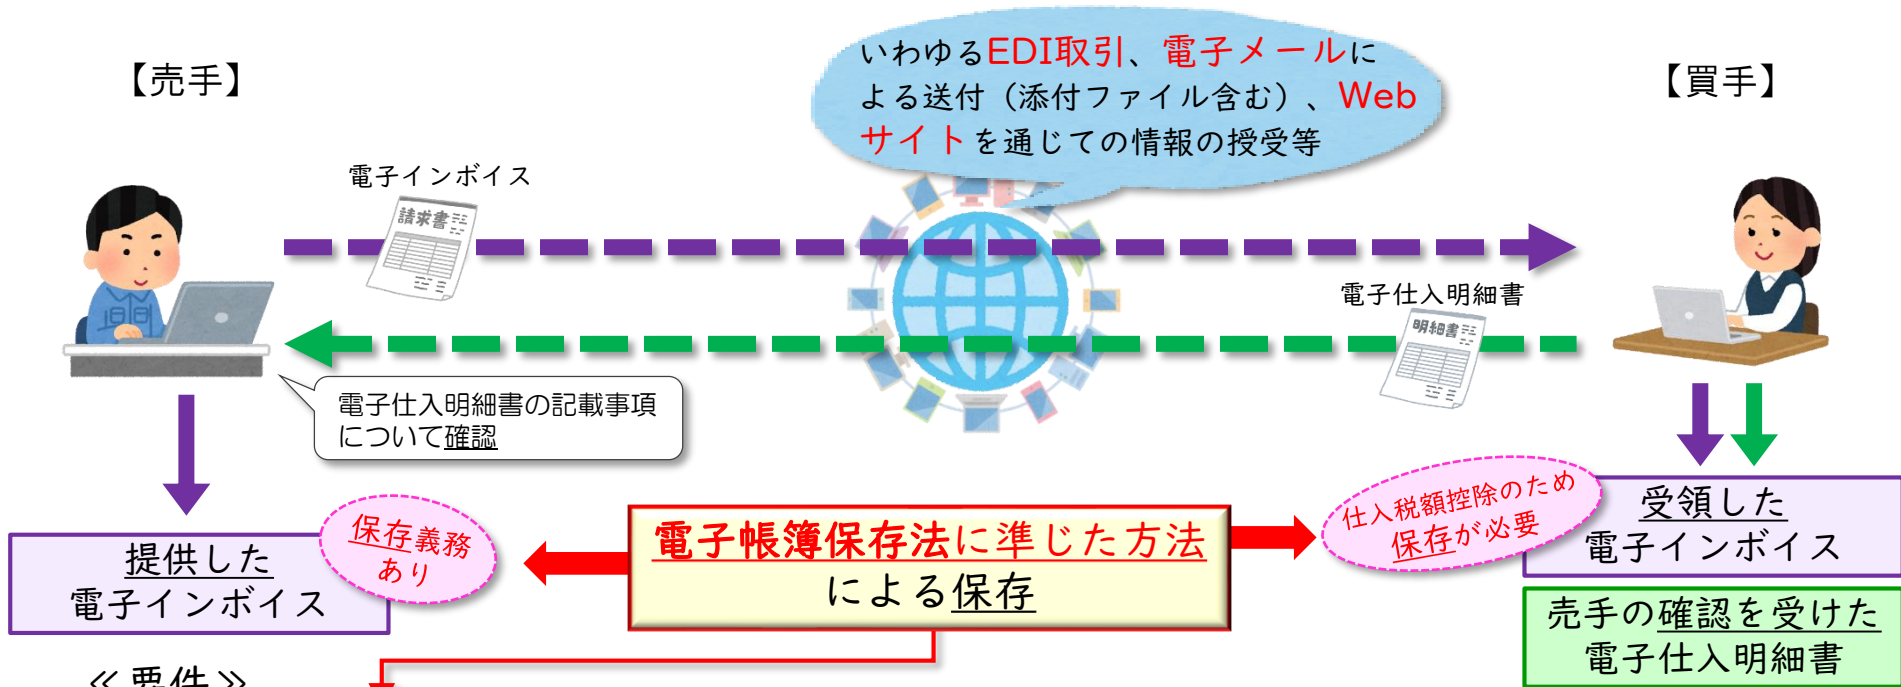 いわゆるEDI取引、電子メールに
よる送付（添付ファイル含む）、Web
サイトを通じての情報の授受等
【売手】
【買手】
電子インボイス
請求書
電子仕入明細書
明細書
電子仕入明細書の記載事項
について確認
保存義務
あり
提供した
電子インボイス
電子帳簿保存法に準じた方法
による保存
仕入税額控除のため
保存が必要
受領した
電子インボイス
売手の確認を受けた
電子仕入明細書
≪要件≫